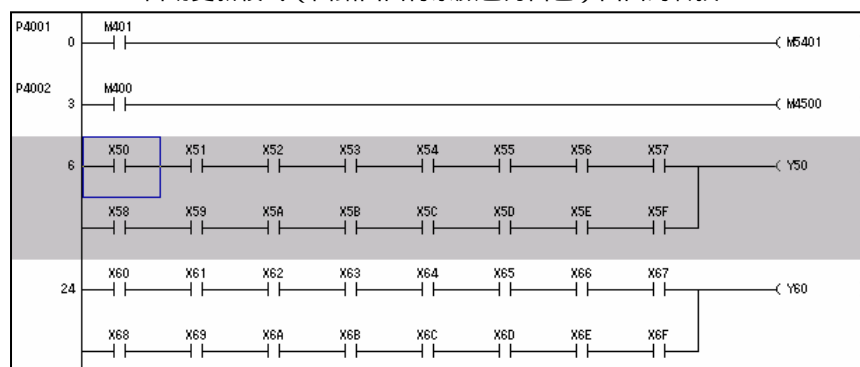 P4001 M401
0 M5401
P4002 M400
3 M4500
X50 X51 X52 X53 X54 X55 X56 X57
6 Y50
X58 X59 X5A X5B X5C X5D X5E X5F
X60 X61 X62 X63 X64 X65 X66 X67
24 Y60
X68 X69 X6A X6B X6C X6D X6E X6F